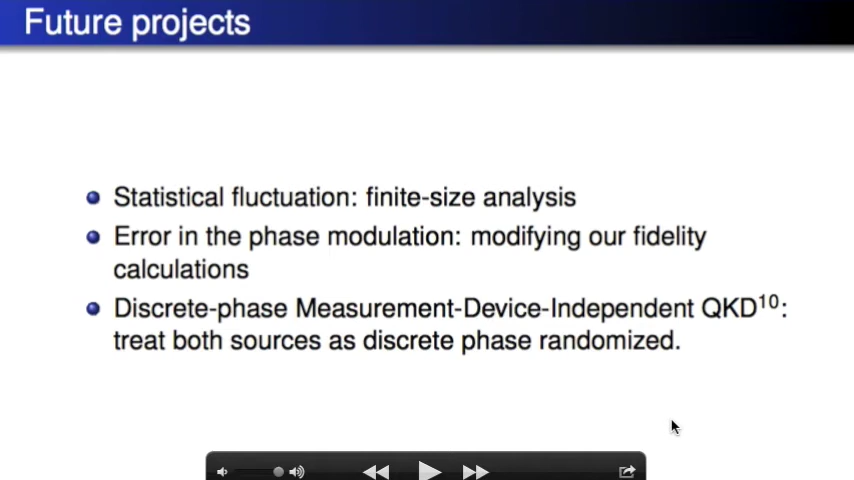 Future projects
Statistical fluctuation: finite-size analysis
Error in the phase modulation: modifying our fidelity
calculations
Discrete-phase Measurement-Device-Independent QKD¹⁰:
treat both sources as discrete phase randomized.